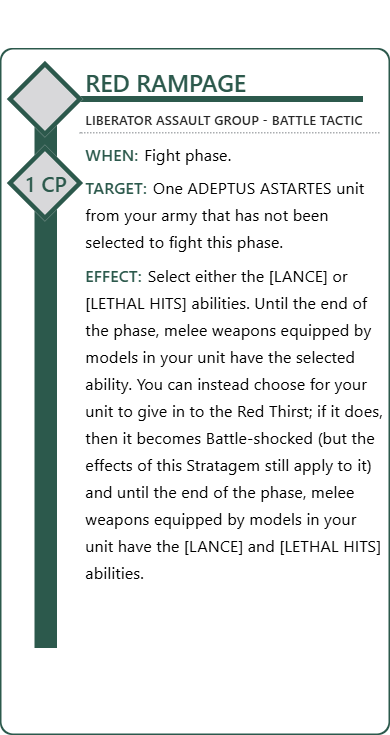 RED RAMPAGE
LIBERATOR ASSAULT GROUP - BATTLE TACTIC
WHEN: Fight phase.
1 CP
TARGET: One ADEPTUS ASTARTES unit
from your army that has not been
selected to fight this phase.
EFFECT: Select either the [LANCE] or
[LETHAL HITS] abilities. Until the end of
the phase, melee weapons equipped by
models in your unit have the selected
ability. You can instead choose for your
unit to give in to the Red Thirst; if it does,
then it becomes Battle-shocked (but the
effects of this Stratagem still apply to it)
and until the end of the phase, melee
weapons equipped by models in your
unit have the [LANCE] and [LETHAL HITS]
abilities.